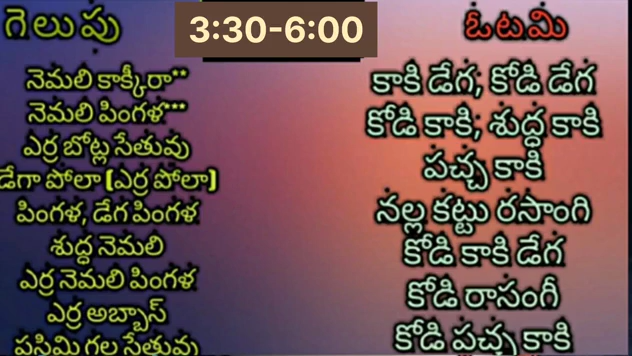 గెలుపు
3:30-6:00
ఓటమి
నెమలి కాక్కీరా**
నెమలి పింగళ***
ఎర్ర బోట్ల సేతువు
డేగా పోలా (ఎర్ర పోలా)
పింగళ, డేగ పింగళ
శుద్ధ నెమలి
ఎర్ర నెమలి పింగళ
ఎర్ర అబ్బాస్
పసిమి గల సేతువు
కాకి డేగ, కోడి డేగ
కోడి కాకి; శుద్ధ కాకి
పచ్చ కాకి
నల్ల కట్టు రసాంగి
కోడి కాకి డేగ
కోడి రాసంగీ
కోడి పచ్చ కాకి